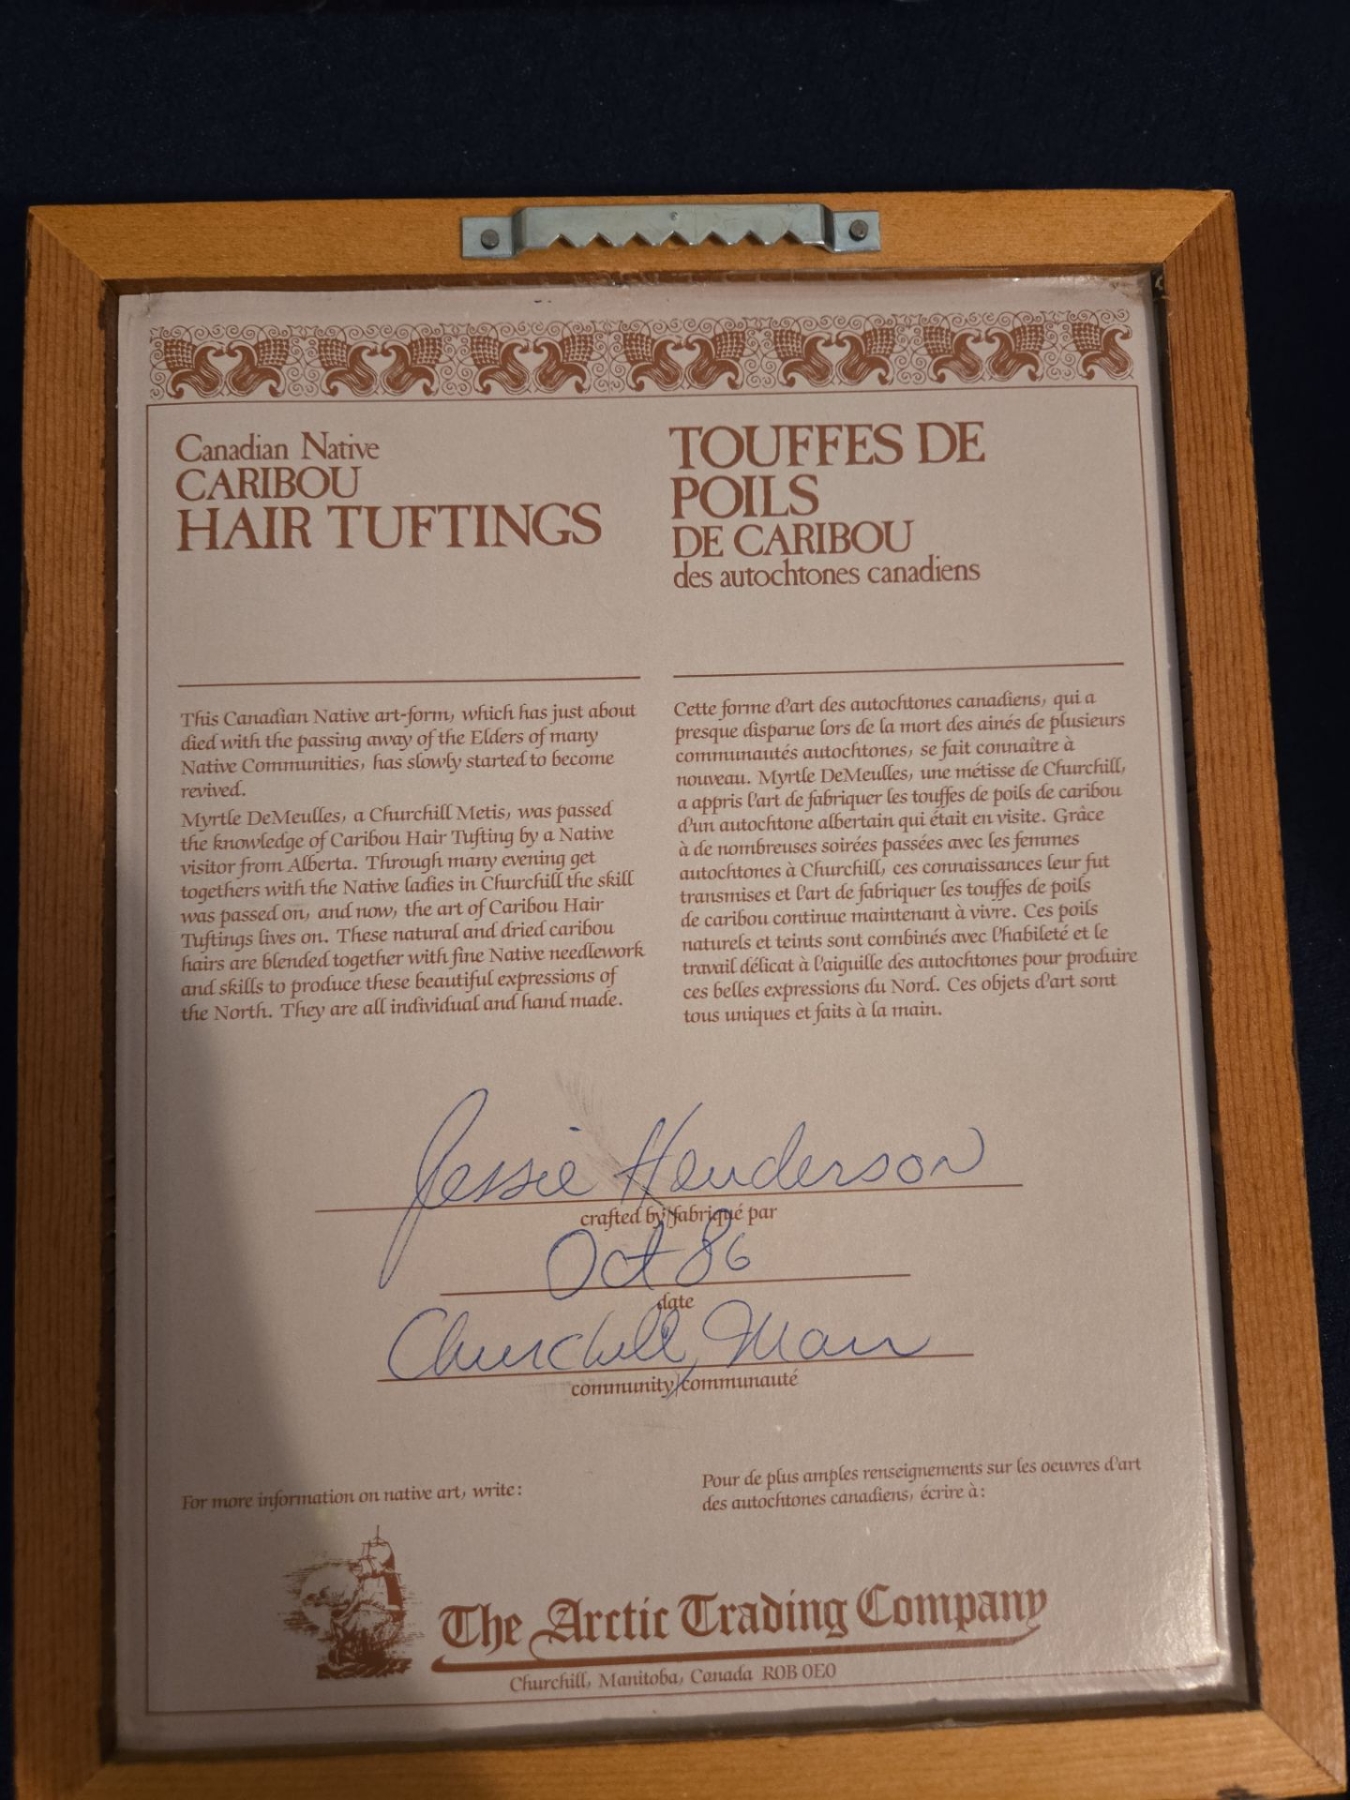 Canadian Native
CARIBOU
HAIR TUFTINGS
This Canadian Native art-form, which has just about
died with the passing away of the Elders of many
Native Communities, has slowly started to become
revived.
Myrtle DeMeulles, a Churchill Metis, was passed
the knowledge of Caribou Hair Tufting by a Native
visitor from Alberta. Through many evening get
togethers with the Native ladies in Churchill the skill
was passed on, and now, the art of Caribou Hair
Tuftings lives on. These natural and dried caribou
hairs are blended together with fine Native needlework
and skills to produce these beautiful expressions of
the North. They are all individual and hand made.
TOUFFES DE
POILS
DE CARIBOU
des autochtones canadiens
Cette forme d'art des autochtones canadiens, qui a
presque disparue lors de la mort des ainés de plusieurs
communautés autochtones, se fait connaître à
nouveau. Myrtle DeMeulles, une métisse de Churchill,
a appris l'art de fabriquer les touffes de poils de caribou
d'un autochtone albertain qui était en visite. Grâce
à de nombreuses soirées passées avec les femmes
autochtones à Churchill, ces connaissances leur fut
transmises et l'art de fabriquer les touffes de poils
de caribou continue maintenant à vivre. Ces poils
naturels et teints sont combinés avec l'habileté et le
travail délicat à l'aiguille des autochtones pour produire
ces belles expressions du Nord. Ces objets d'art sont
tous uniques et faits à la main.
Jessie Henderson
crafted by/fabriqué par
Oct 86
date
Churchill, Man
community/communauté
For more information on native art, write:
Pour de plus amples renseignements sur les oeuvres d'art
des autochtones canadiens, écrire à:
The Arctic Trading Company
Churchill, Manitoba, Canada R0B 0E0